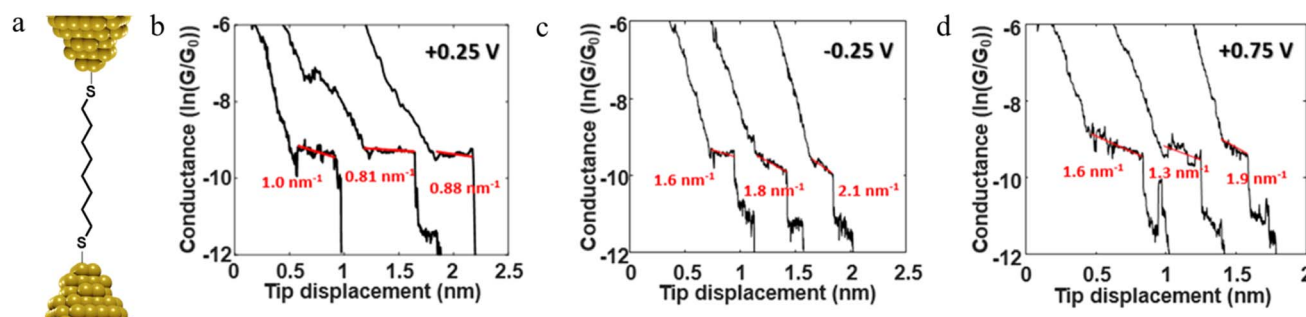 a
S
S
b
Conductance (ln(G/G₀))
-6
-8
-10
-12
+0.25 V
1.0 nm⁻¹
0.81 nm⁻¹
0.88 nm⁻¹
0 0.5 1 1.5 2 2.5
Tip displacement (nm)
c
Conductance (ln(G/G₀))
-6
-8
-10
-12
-0.25 V
1.6 nm⁻¹
1.8 nm⁻¹
2.1 nm⁻¹
0 0.5 1 1.5 2 2.5
Tip displacement (nm)
d
Conductance (ln(G/G₀))
-6
-8
-10
-12
+0.75 V
1.6 nm⁻¹
1.3 nm⁻¹
1.9 nm⁻¹
0 0.5 1 1.5 2
Tip displacement (nm)